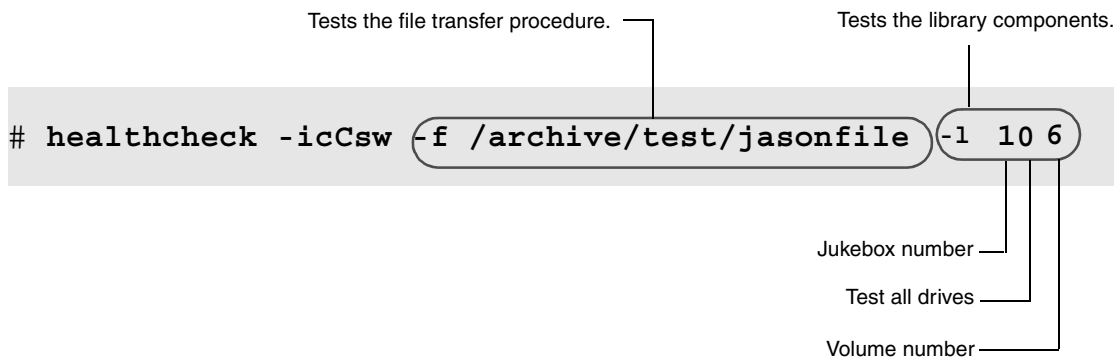 Tests the file transfer procedure.
Tests the library components.
# healthcheck -icCsw -f /archive/test/jasonfile -l 10 6
Jukebox number
Test all drives
Volume number